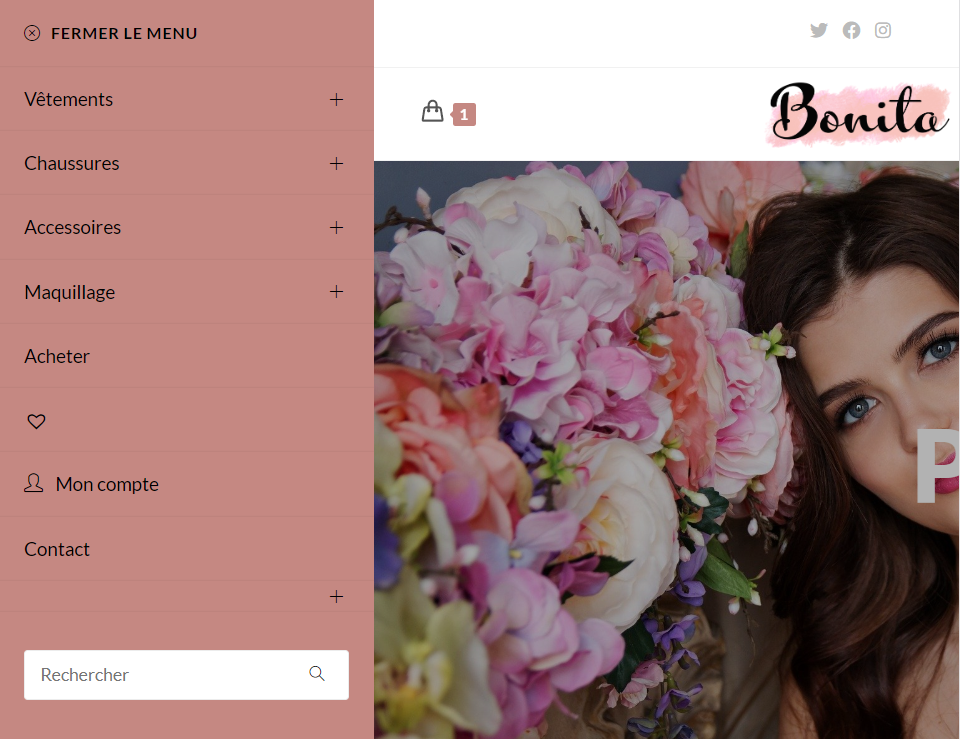 FERMER LE MENU
Vêtements
Chaussures
Accessoires
Maquillage
Acheter
Mon compte
Contact
Rechercher
1
Bonita
P